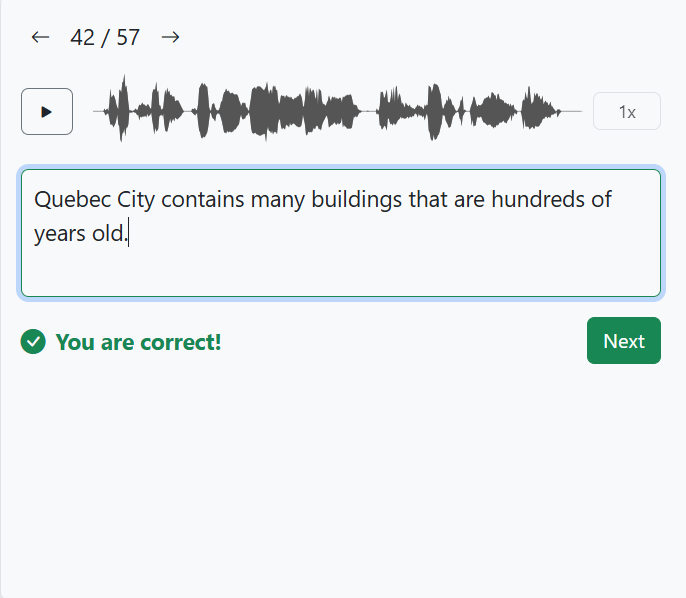 ← 42 / 57 →
1x
Quebec City contains many buildings that are hundreds of
years old.
You are correct!
Next